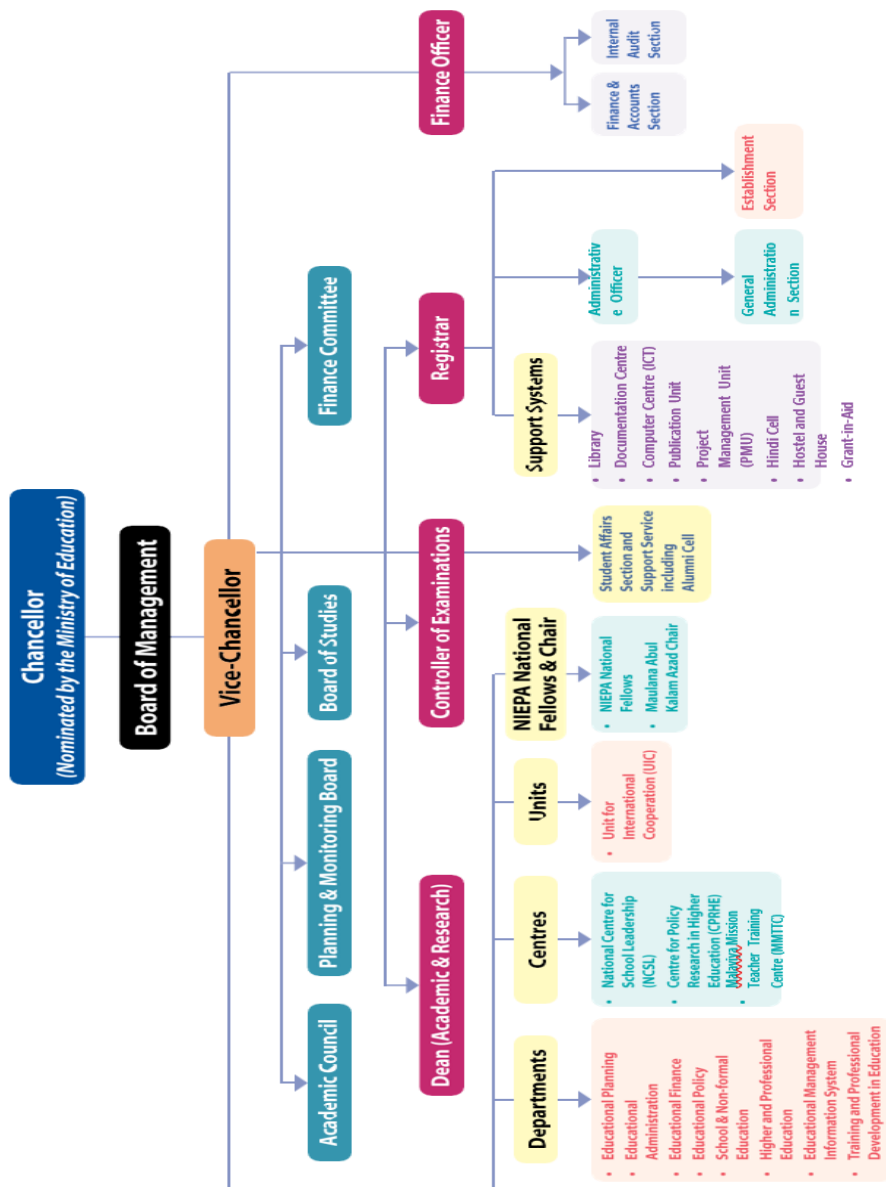 Chancellor
(Nominated by the Ministry of Education)
Board of Management
Vice-Chancellor
Academic Council
Planning & Monitoring Board
Board of Studies
Finance Committee
Dean (Academic & Research)
Controller of Examinations
Registrar
Finance Officer
Departments
Centres
Units
NIEPA National
Fellows & Chair
Support Systems
• Educational Planning
• Educational
Administration
• Educational Finance
• Educational Policy
• School & Non-formal
Education
• Higher and Professional
Education
• Educational Management
Information System
• Training and Professional
Development in Education
• National Centre for
School Leadership
(NCSL)
• Centre for Policy
Research in Higher
Education (CPRHE)
Malaviya Mission
• Teacher Training
Centre (MMTTC)
• Unit for
International
Cooperation (UIC)
• NIEPA National
Fellows
• Maulana Abul
Kalam Azad Chair
Student Affairs
Section and
Support Service
including
Alumni Cell
• Library
• Documentation Centre
• Computer Centre (ICT)
• Publication Unit
• Project
Management Unit
(PMU)
• Hindi Cell
• Hostel and Guest
House
• Grant-in-Aid
Administrativ
e Officer
General
Administratio
n Section
Establishment
Section
Finance &
Accounts
Section
Internal
Audit
Section